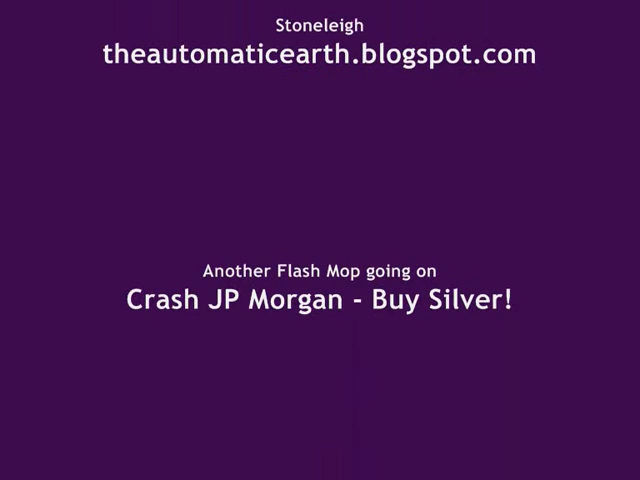 Stoneleigh
theautomaticearth.blogspot.com
Another Flash Mop going on
Crash JP Morgan - Buy Silver!